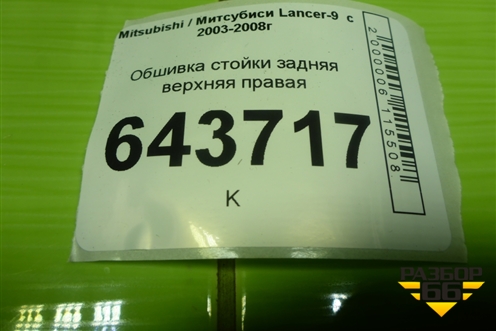 Mitsubishi / Митсубиси Lancer-9 с
2003-2008г
Обшивка стойки задняя
верхняя правая
643717
К
2000006115508
РАЗБОР
66